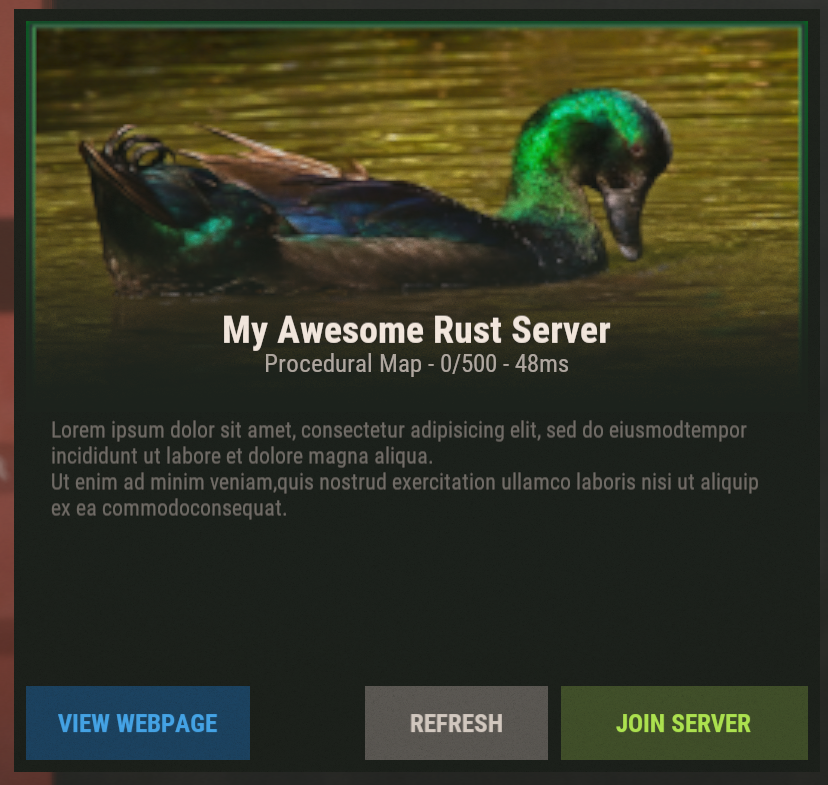 My Awesome Rust Server
Procedural Map - 0/500 - 48ms
Lorem ipsum dolor sit amet, consectetur adipisicing elit, sed do eiusmodtempor
incididunt ut labore et dolore magna aliqua.
Ut enim ad minim veniam,quis nostrud exercitation ullamco laboris nisi ut aliquip
ex ea commodoconsequat.
VIEW WEBPAGE
REFRESH
JOIN SERVER